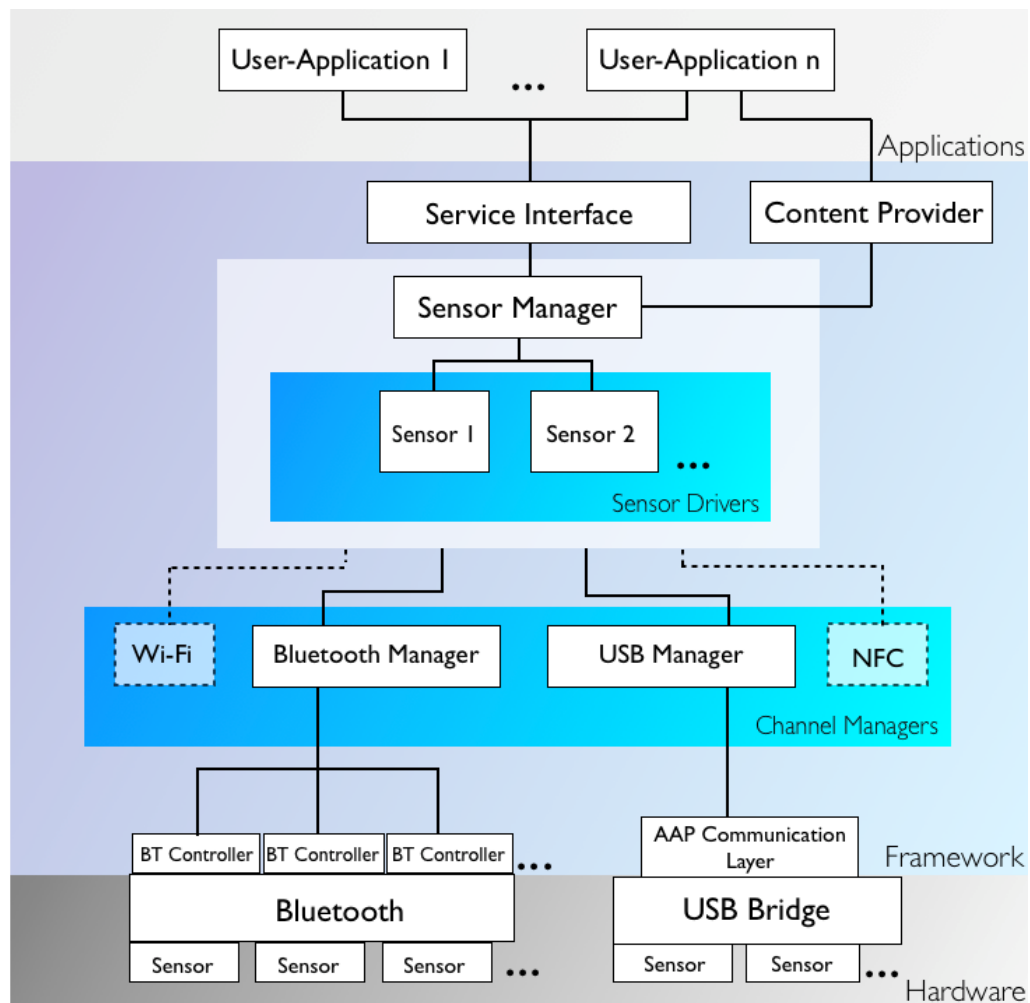 User-Application 1
...
User-Application n
Applications
Service Interface
Content Provider
Sensor Manager
Sensor 1
Sensor 2
...
Sensor Drivers
Wi-Fi
Bluetooth Manager
USB Manager
NFC
Channel Managers
BT Controller
BT Controller
BT Controller
...
AAP Communication
Layer
Framework
Bluetooth
USB Bridge
Sensor
Sensor
Sensor
...
Sensor
Sensor
...
Hardware